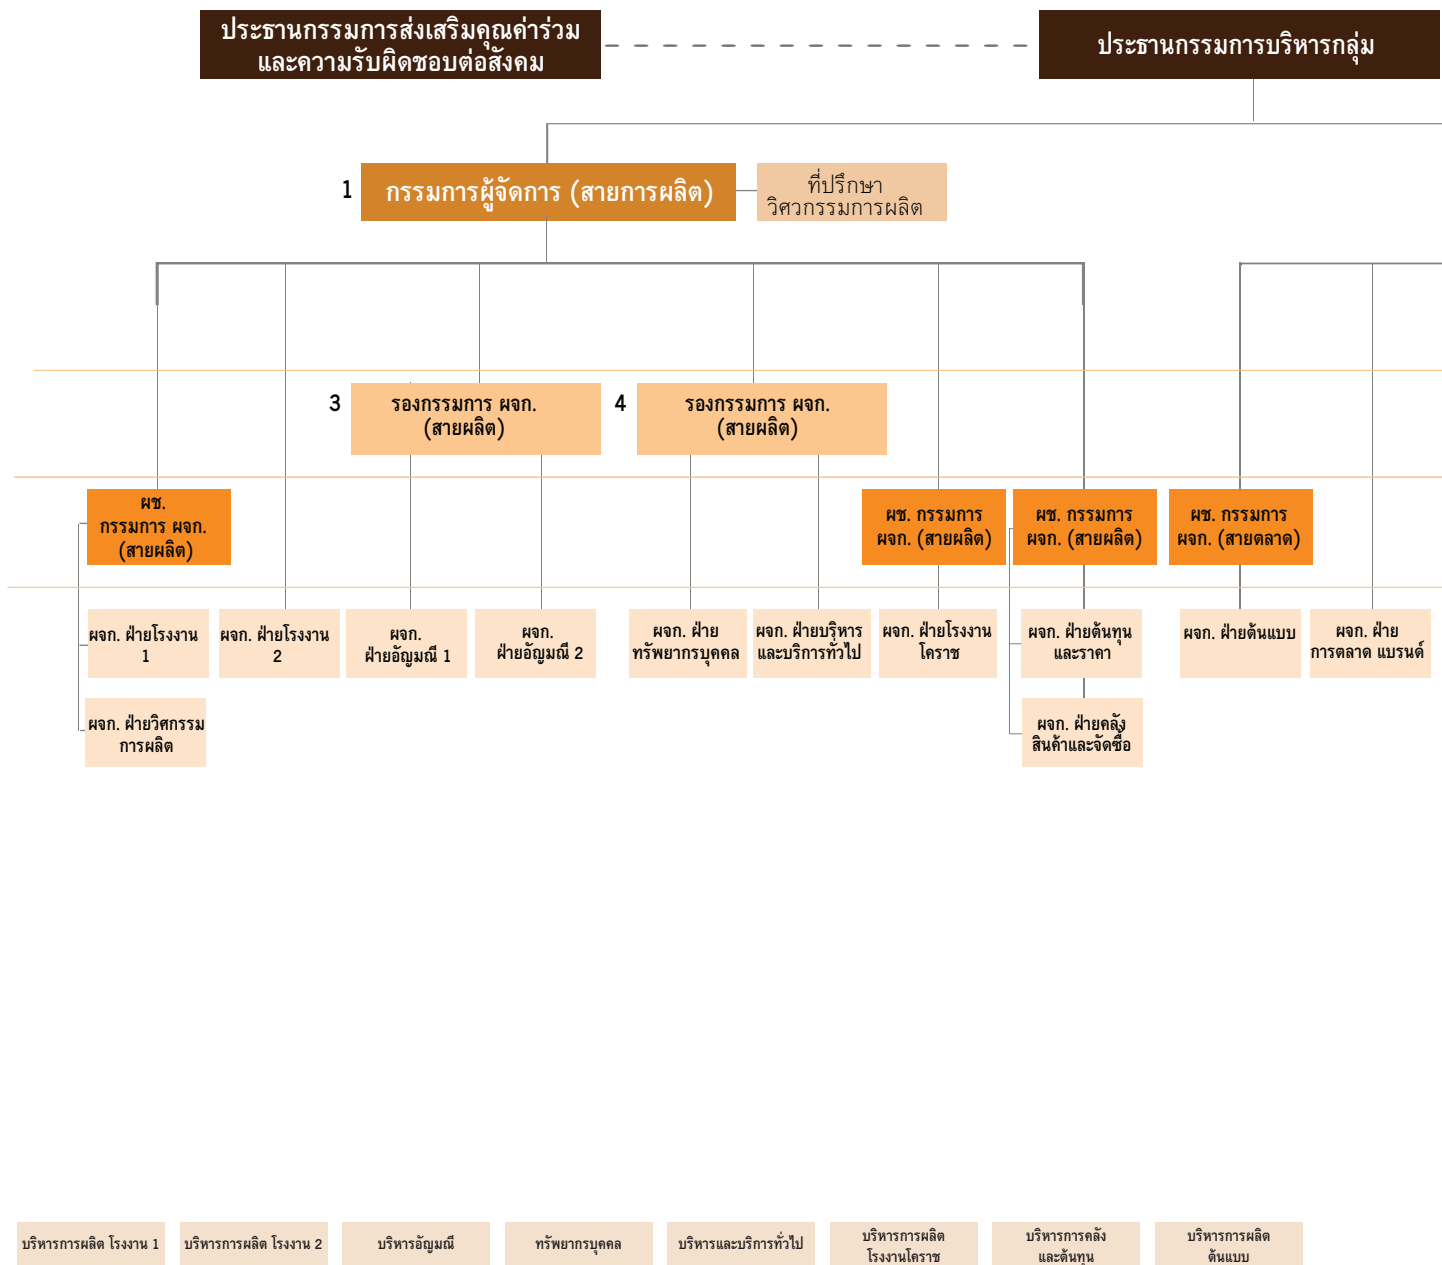 ประธานกรรมการส่งเสริมคุณค่าร่วม
และความรับผิดชอบต่อสังคม
ประธานกรรมการบริหารกลุ่ม
1
กรรมการผู้จัดการ (สายการผลิต)
ที่ปรึกษา
วิศวกรรมการผลิต
3
รองกรรมการ ผจก.
(สายผลิต)
4
รองกรรมการ ผจก.
(สายผลิต)
ผช.
กรรมการ ผจก.
(สายผลิต)
ผช. กรรมการ
ผจก. (สายผลิต)
ผช. กรรมการ
ผจก. (สายผลิต)
ผช. กรรมการ
ผจก. (สายตลาด)
ผจก. ฝ่ายโรงงาน
1
ผจก. ฝ่ายโรงงาน
2
ผจก.
ฝ่ายอัญมณี 1
ผจก.
ฝ่ายอัญมณี 2
ผจก. ฝ่าย
ทรัพยากรบุคคล
ผจก. ฝ่ายบริหาร
และบริการทั่วไป
ผจก. ฝ่ายโรงงาน
โคราช
ผจก. ฝ่ายต้นทุน
และราคา
ผจก. ฝ่ายต้นแบบ
ผจก. ฝ่าย
การตลาด แบรนด์
ผจก. ฝ่ายวิศกรรม
การผลิต
ผจก. ฝ่ายคลัง
สินค้าและจัดซื้อ
บริหารการผลิต โรงงาน 1
บริหารการผลิต โรงงาน 2
บริหารอัญมณี
ทรัพยากรบุคคล
บริหารและบริการทั่วไป
บริหารการผลิต
โรงงานโคราช
บริหารการคลัง
และต้นทุน
บริหารการผลิต
ต้นแบบ